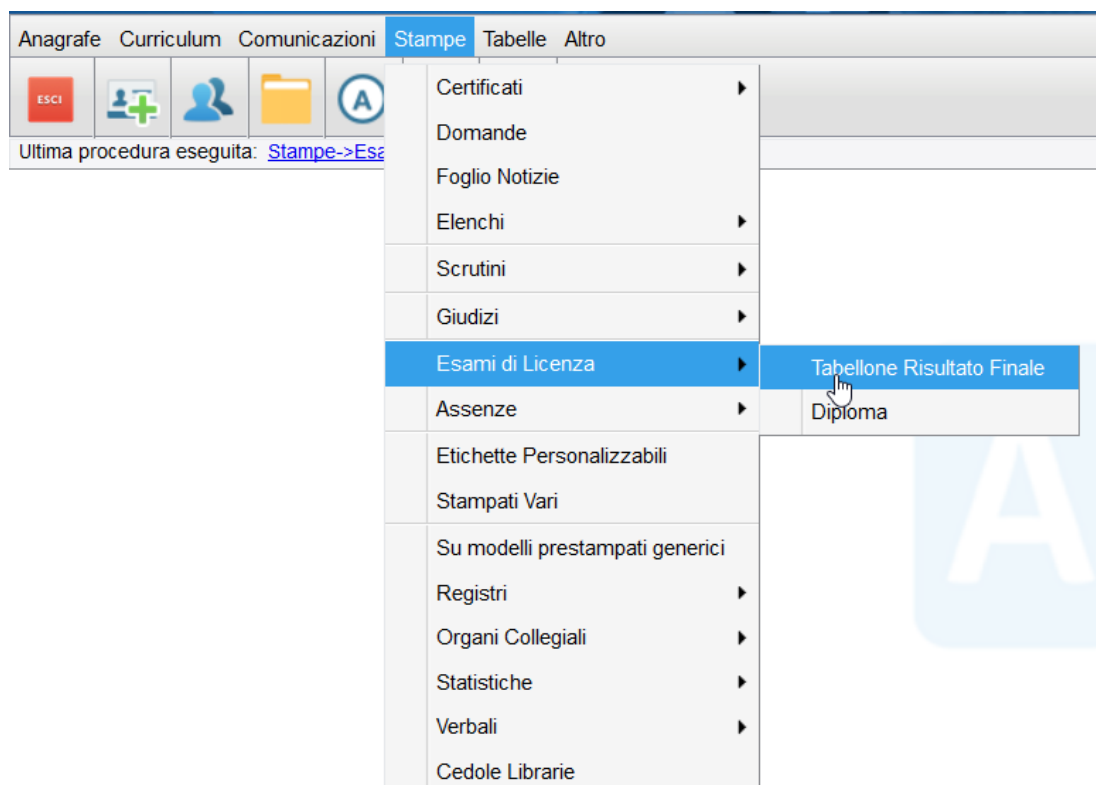 Anagrafe Curriculum Comunicazioni Stampe Tabelle Altro
ESCI
A
Ultima procedura eseguita: Stampe->Esa
Certificati
Domande
Foglio Notizie
Elenchi
Scrutini
Giudizi
Esami di Licenza
Tabellone Risultato Finale
Diploma
Assenze
Etichette Personalizzabili
Stampati Vari
Su modelli prestampati generici
Registri
Organi Collegiali
Statistiche
Verbali
Cedole Librarie
A